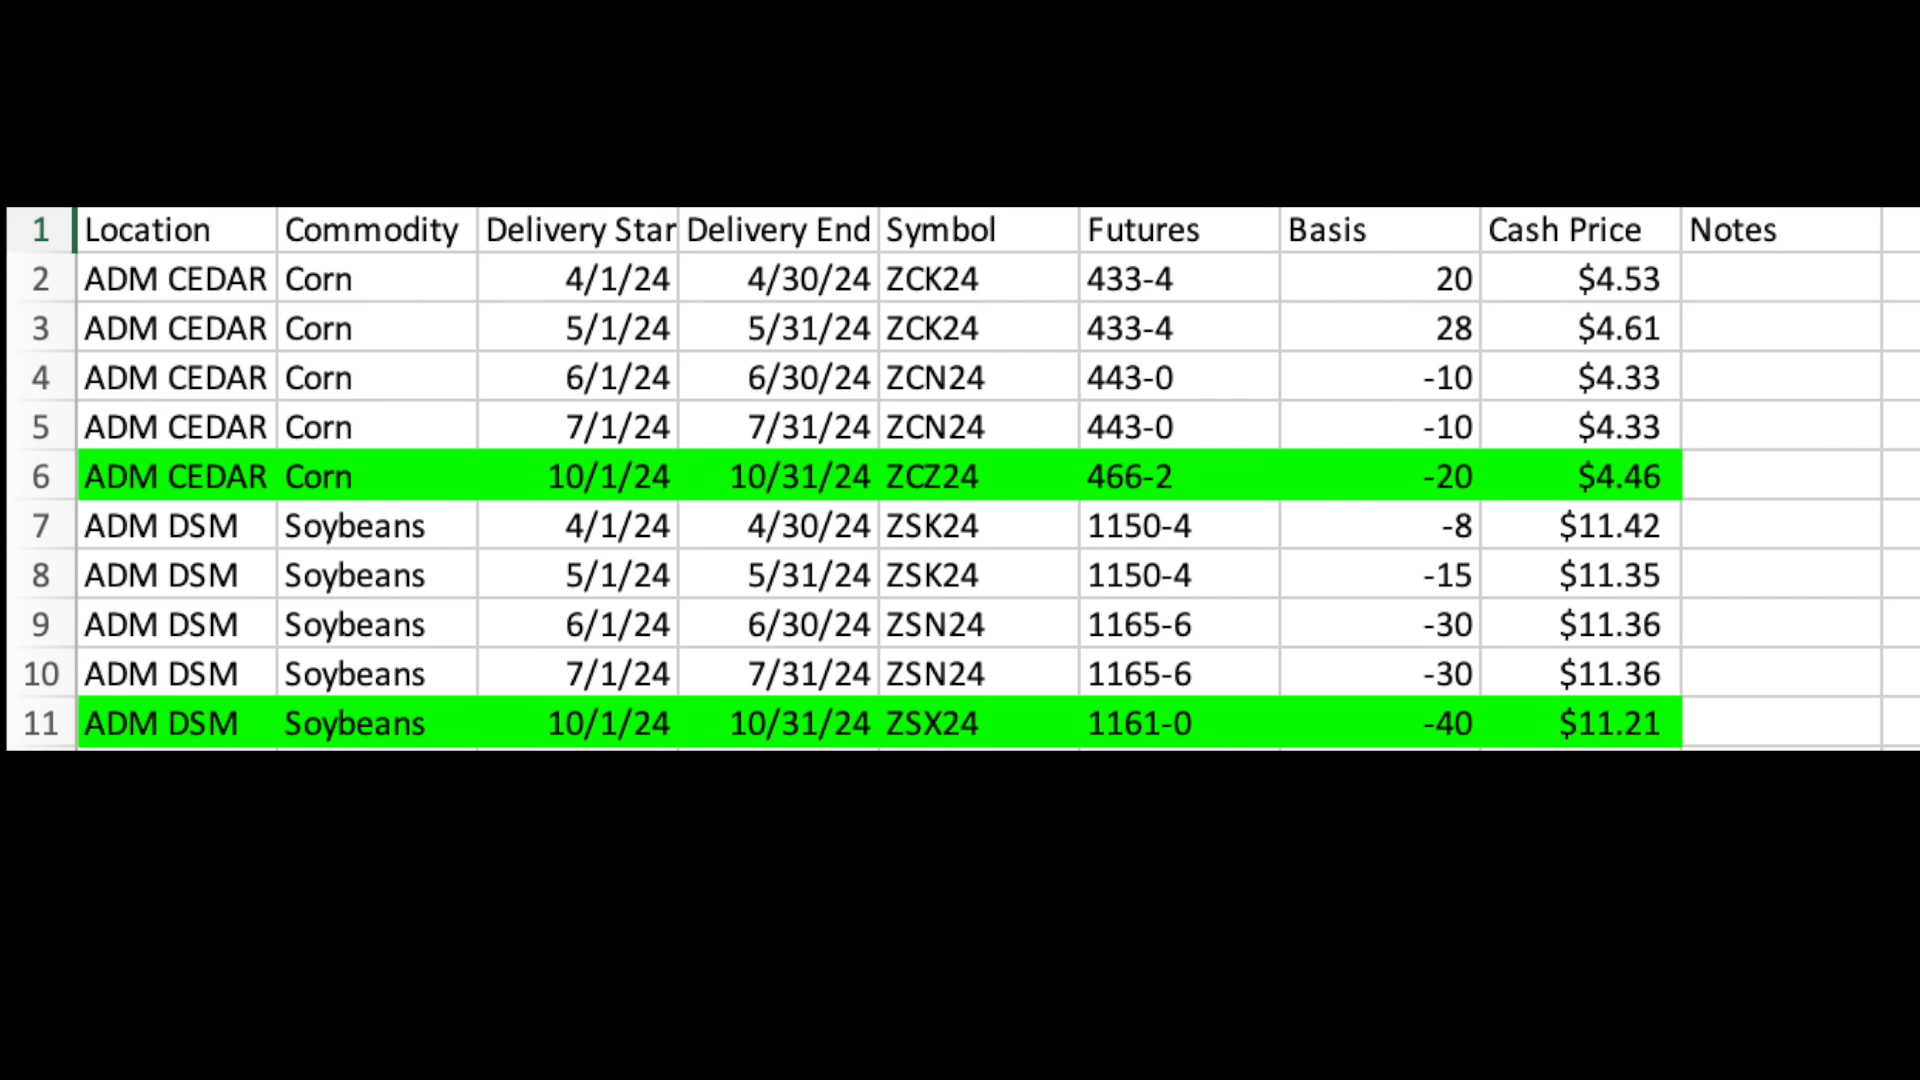 1 Location Commodity Delivery Star Delivery End Symbol Futures Basis Cash Price Notes
2 ADM CEDAR Corn 4/1/24 4/30/24 ZCK24 433-4 20 $4.53
3 ADM CEDAR Corn 5/1/24 5/31/24 ZCK24 433-4 28 $4.61
4 ADM CEDAR Corn 6/1/24 6/30/24 ZCN24 443-0 -10 $4.33
5 ADM CEDAR Corn 7/1/24 7/31/24 ZCN24 443-0 -10 $4.33
6 ADM CEDAR Corn 10/1/24 10/31/24 ZCZ24 466-2 -20 $4.46
7 ADM DSM Soybeans 4/1/24 4/30/24 ZSK24 1150-4 -8 $11.42
8 ADM DSM Soybeans 5/1/24 5/31/24 ZSK24 1150-4 -15 $11.35
9 ADM DSM Soybeans 6/1/24 6/30/24 ZSN24 1165-6 -30 $11.36
10 ADM DSM Soybeans 7/1/24 7/31/24 ZSN24 1165-6 -30 $11.36
11 ADM DSM Soybeans 10/1/24 10/31/24 ZSX24 1161-0 -40 $11.21